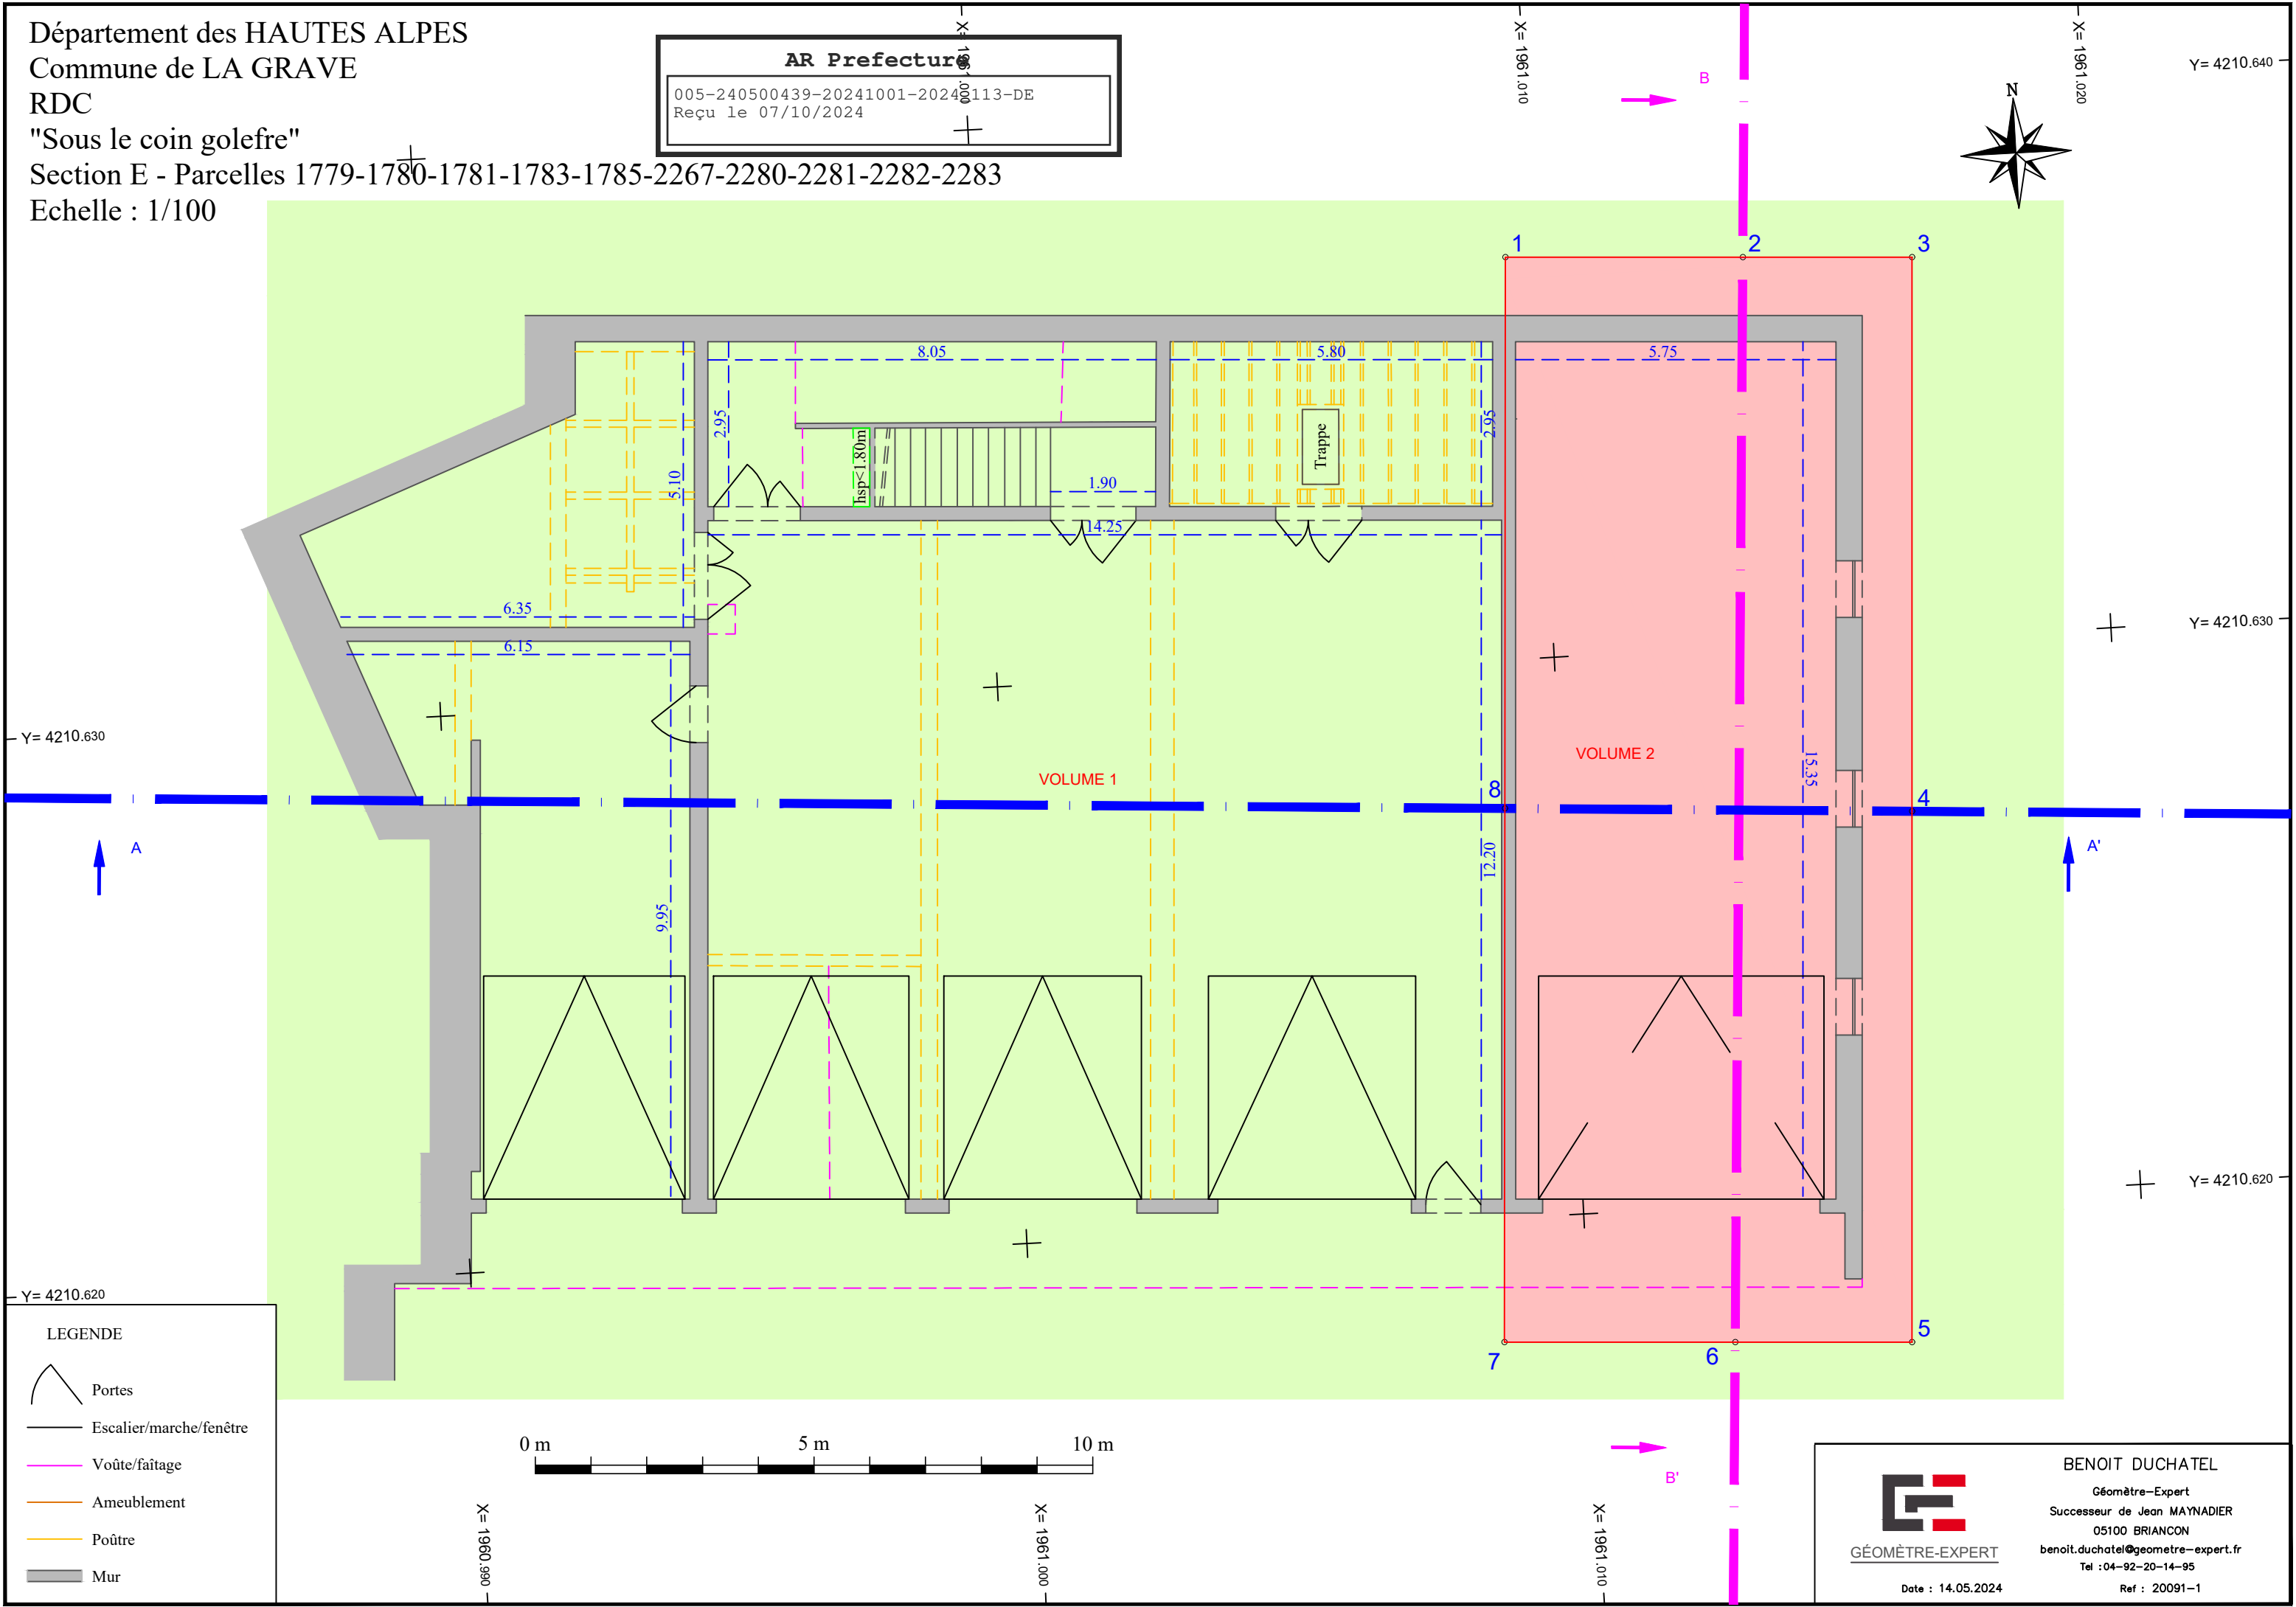 Département des HAUTES ALPES
Commune de LA GRAVE
RDC
"Sous le coin golefre"
Section E - Parcelles 1779-1780-1781-1783-1785-2267-2280-2281-2282-2283
Echelle : 1/100
AR Prefecture
005-240500439-20241001-2024_113-DE
Reçu le 07/10/2024
X= 1961.000
X= 1961.010
X= 1961.020
Y= 4210.640
B
N
1
2
3
8.05
5.80
5.75
2.95
2.95
hsp<1.80m
Trappe
5.10
1.90
14.25
6.35
6.15
Y= 4210.630
Y= 4210.630
VOLUME 1
VOLUME 2
15.35
8
4
A
A'
12.20
9.95
Y= 4210.620
Y= 4210.620
7
6
5
LEGENDE
Portes
Escalier/marche/fenêtre
Voûte/faîtage
Ameublement
Poûtre
Mur
0 m
5 m
10 m
B'
X= 1960.990
X= 1961.000
X= 1961.010
GÉOMÈTRE-EXPERT
BENOIT DUCHATEL
Géomètre-Expert
Successeur de Jean MAYNADIER
05100 BRIANCON
benoit.duchatel@geometre-expert.fr
Tel :04-92-20-14-95
Date : 14.05.2024
Ref : 20091-1